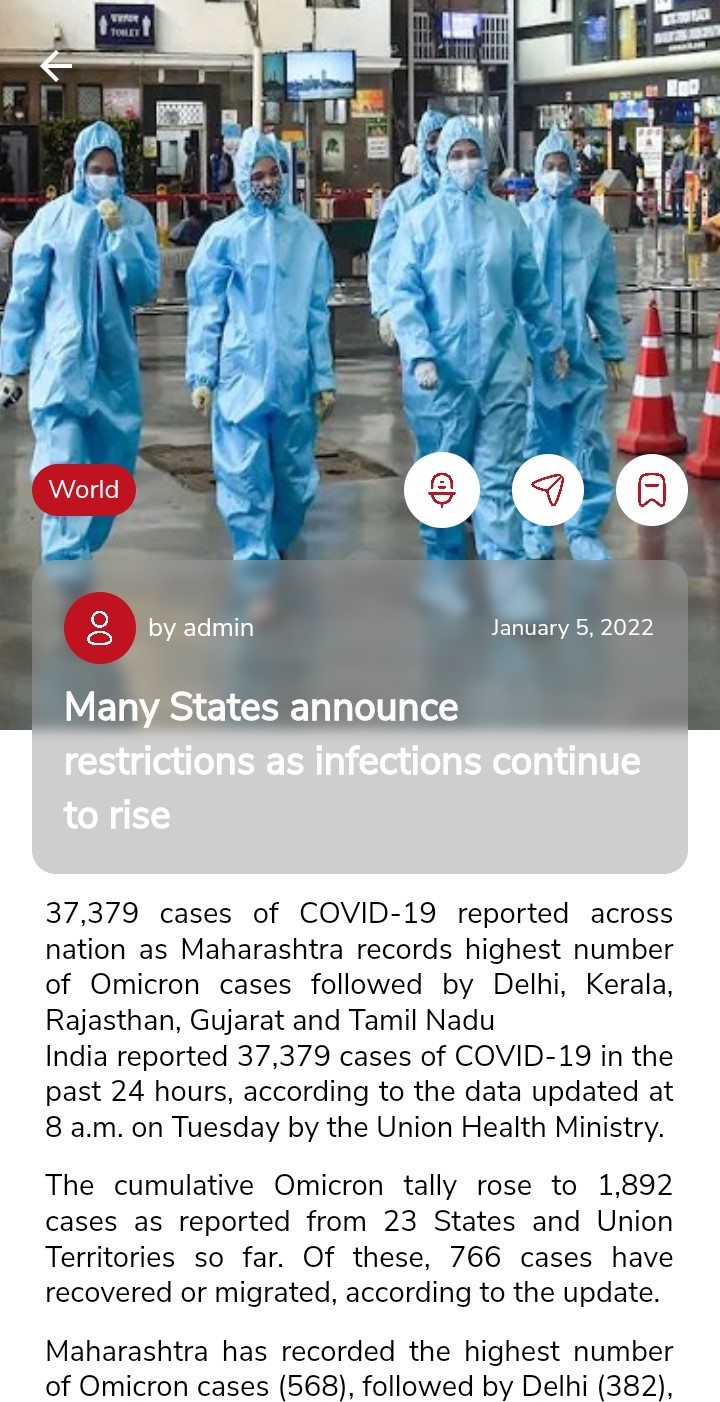 प्रसाधन
TOILET
World
by admin
January 5, 2022
Many States announce
restrictions as infections continue
to rise
37,379 cases of COVID-19 reported across
nation as Maharashtra records highest number
of Omicron cases followed by Delhi, Kerala,
Rajasthan, Gujarat and Tamil Nadu
India reported 37,379 cases of COVID-19 in the
past 24 hours, according to the data updated at
8 a.m. on Tuesday by the Union Health Ministry.
The cumulative Omicron tally rose to 1,892
cases as reported from 23 States and Union
Territories so far. Of these, 766 cases have
recovered or migrated, according to the update.
Maharashtra has recorded the highest number
of Omicron cases (568), followed by Delhi (382),